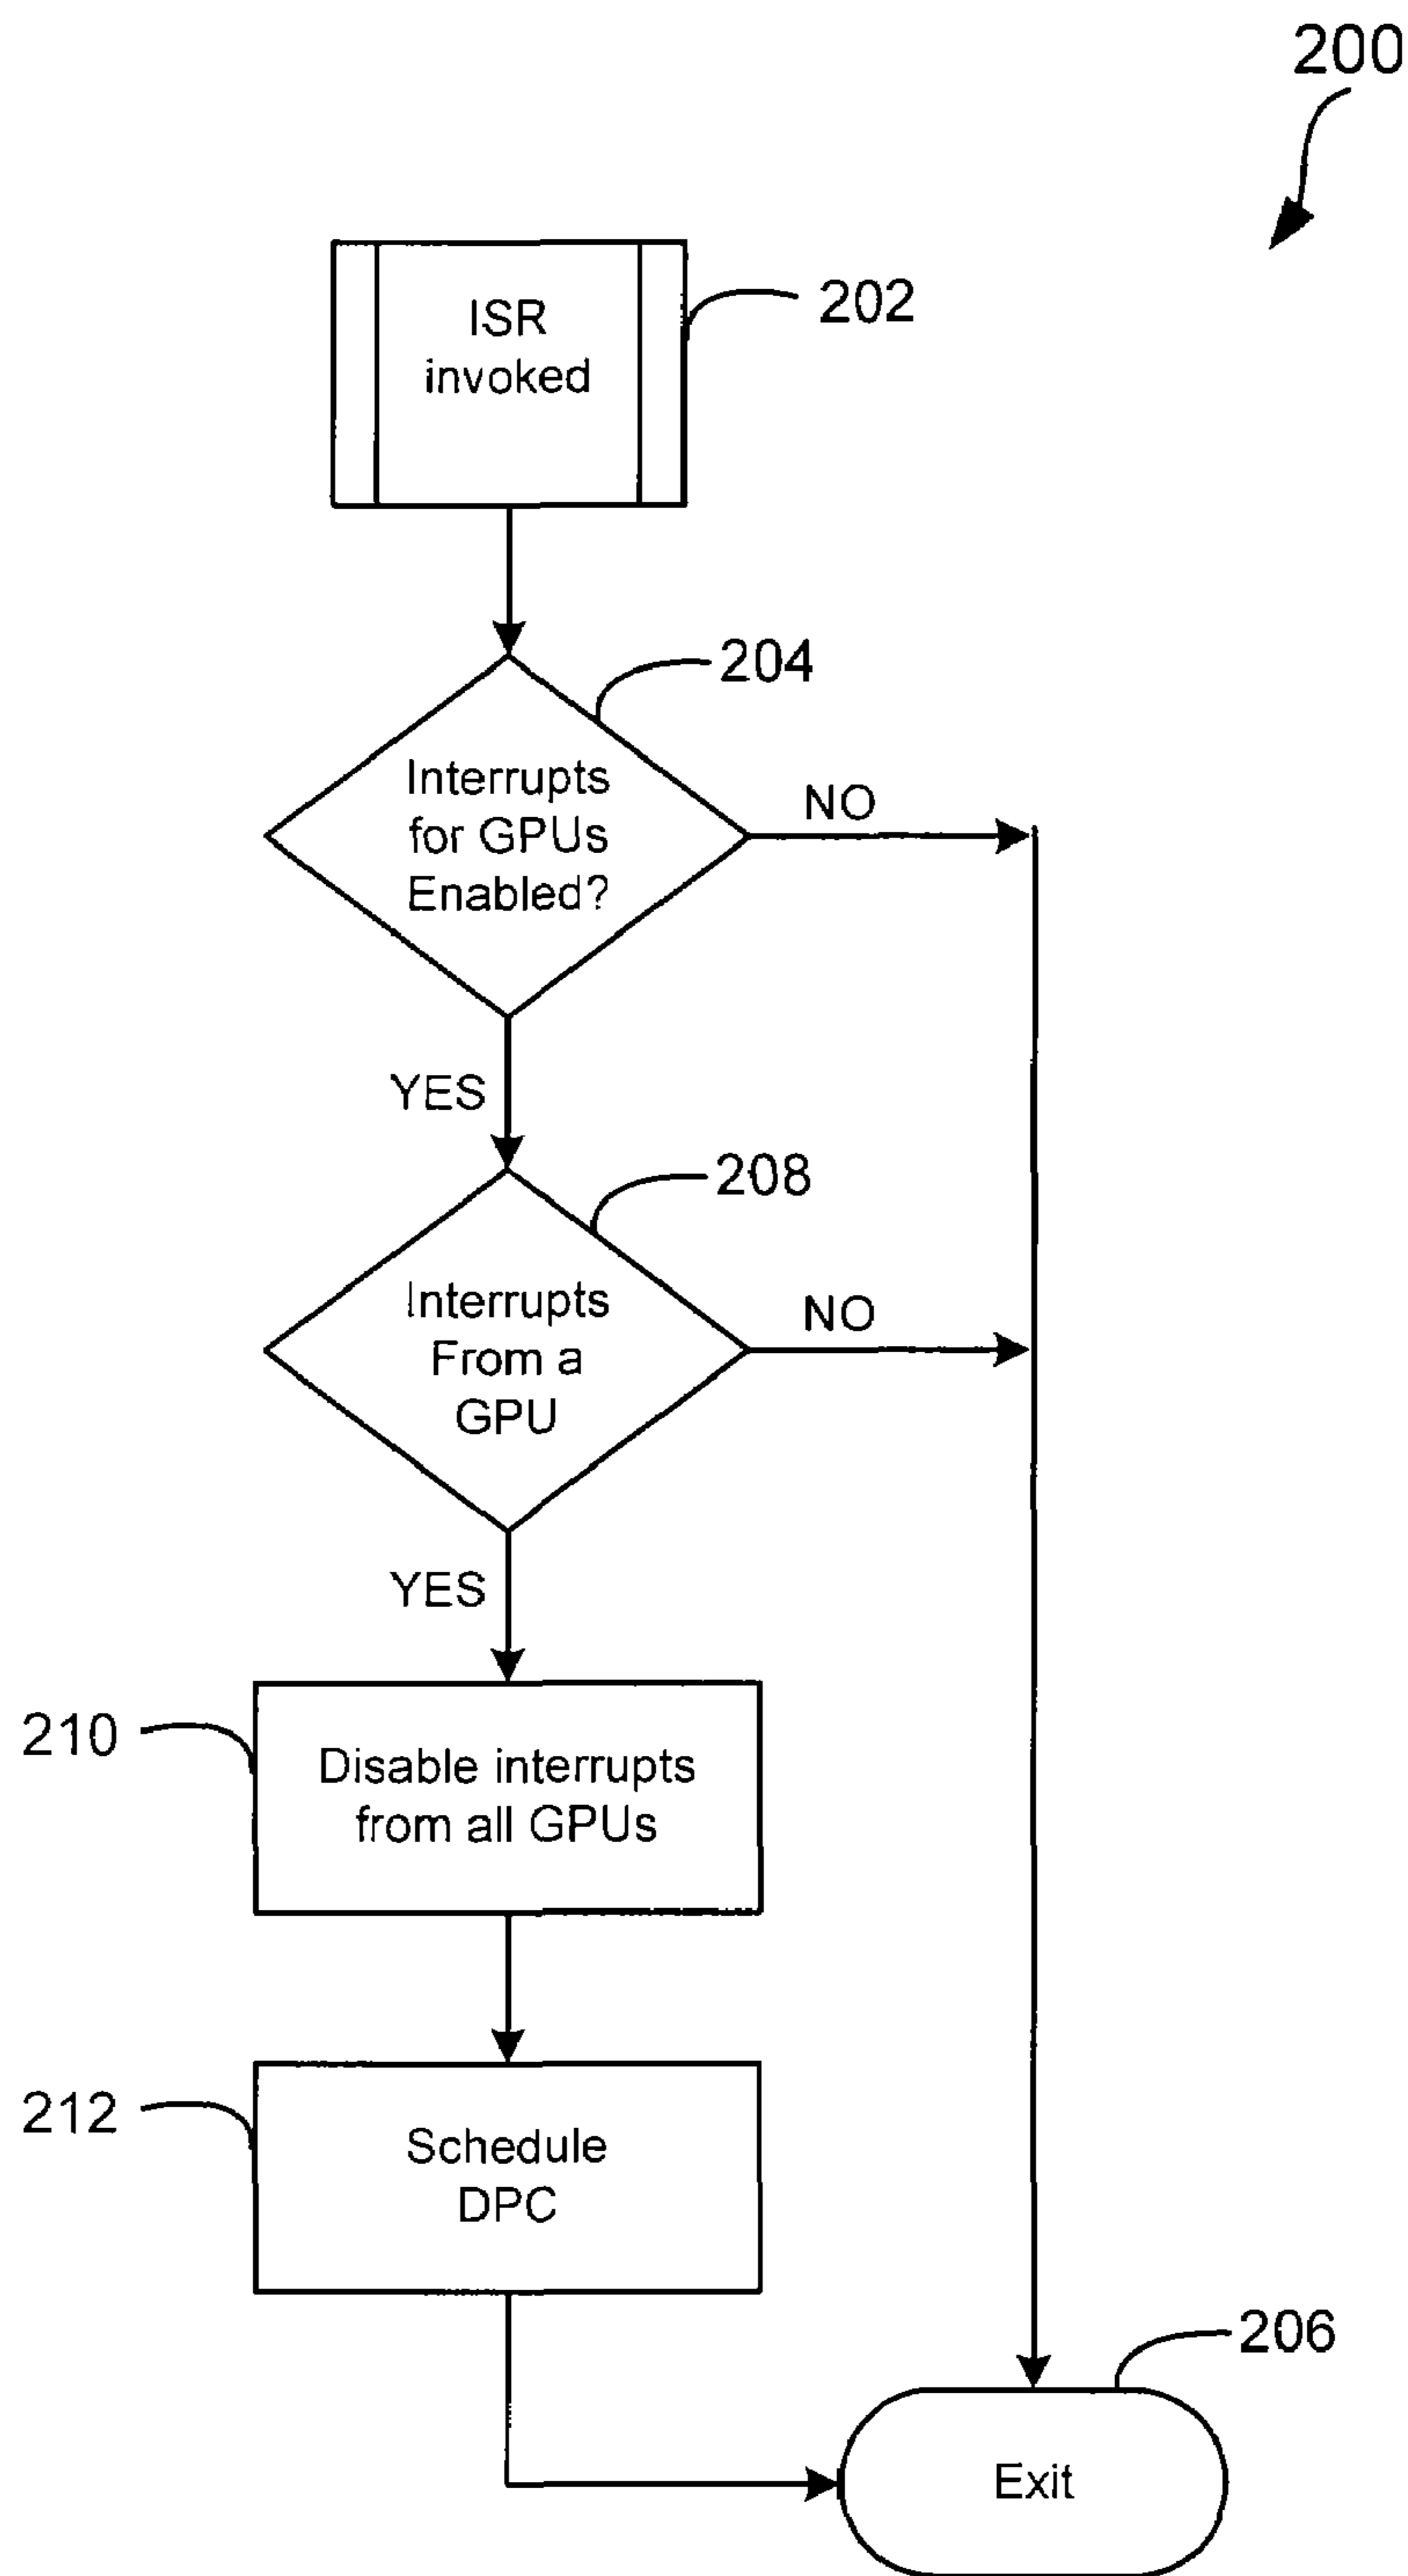 200
ISR
invoked
202
204
Interrupts
for GPUs
Enabled?
NO
YES
208
Interrupts
From a
GPU
NO
YES
210
Disable interrupts
from all GPUs
212
Schedule
DPC
206
Exit